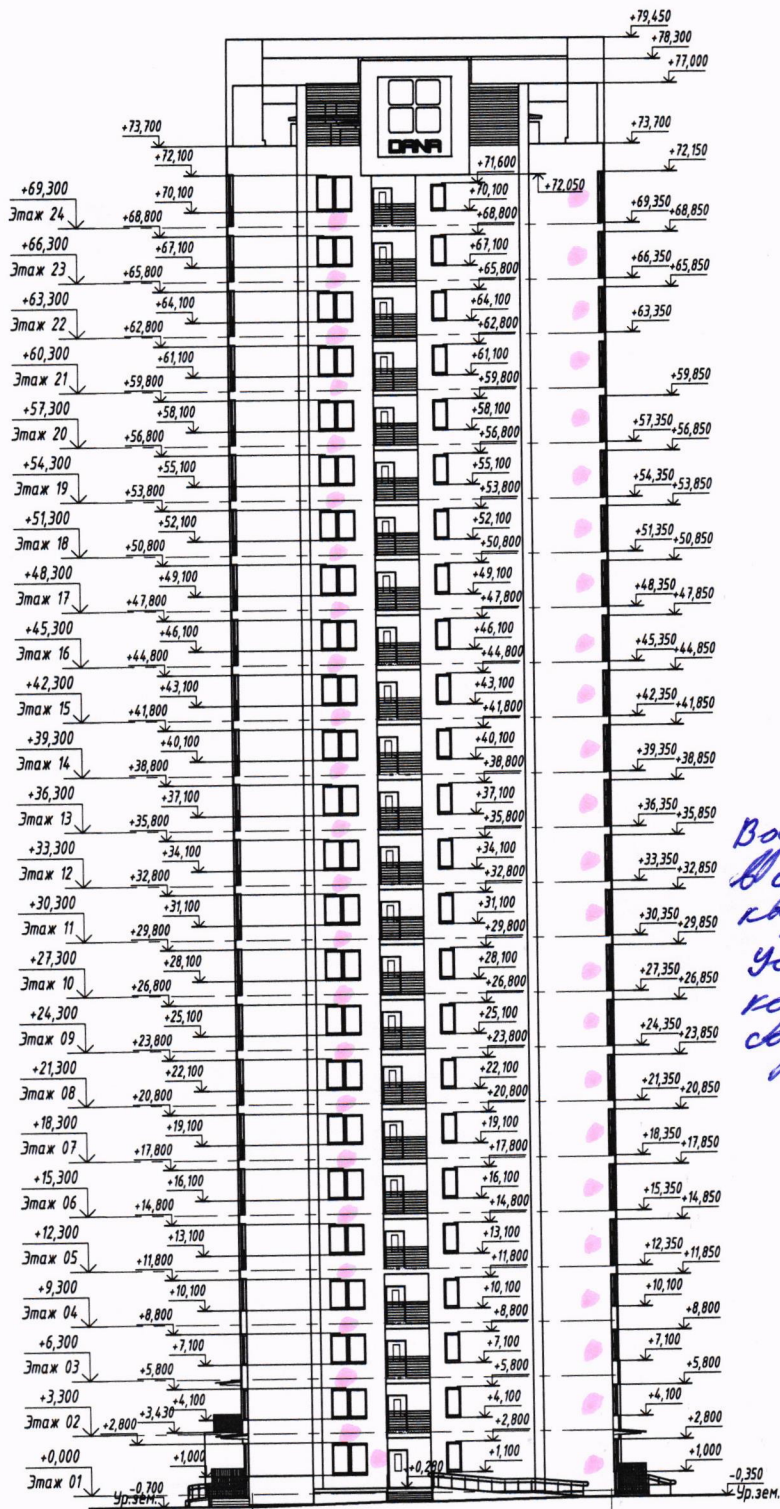 +79,450
+78,300
+77,000
+73,700 +73,700
DANA
+72,100 +71,600 +72,150
+72,050
+69,300 +70,100 +70,100 +69,350
Этаж 24 +68,800 +68,800 +68,850
+66,300 +67,100 +67,100 +66,350
Этаж 23 +65,800 +65,800 +65,850
+63,300 +64,100 +64,100 +63,350
Этаж 22 +62,800 +62,800
+60,300 +61,100 +61,100
Этаж 21 +59,800 +59,800 +59,850
+57,300 +58,100 +58,100 +57,350
Этаж 20 +56,800 +56,800 +56,850
+54,300 +55,100 +55,100 +54,350
Этаж 19 +53,800 +53,800 +53,850
+51,300 +52,100 +52,100 +51,350
Этаж 18 +50,800 +50,800 +50,850
+48,300 +49,100 +49,100 +48,350
Этаж 17 +47,800 +47,800 +47,850
+45,300 +46,100 +46,100 +45,350
Этаж 16 +44,800 +44,800 +44,850
+42,300 +43,100 +43,100 +42,350
Этаж 15 +41,800 +41,800 +41,850
+39,300 +40,100 +40,100 +39,350
Этаж 14 +38,800 +38,800 +38,850
+36,300 +37,100 +37,100 +36,350
Этаж 13 +35,800 +35,800 +35,850
+33,300 +34,100 +34,100 +33,350
Этаж 12 +32,800 +32,800 +32,850
+30,300 +31,100 +31,100 +30,350
Этаж 11 +29,800 +29,800 +29,850
+27,300 +28,100 +28,100 +27,350
Этаж 10 +26,800 +26,800 +26,850
+24,300 +25,100 +25,100 +24,350
Этаж 09 +23,800 +23,800 +23,850
+21,300 +22,100 +22,100 +21,350
Этаж 08 +20,800 +20,800 +20,850
+18,300 +19,100 +19,100 +18,350
Этаж 07 +17,800 +17,800 +17,850
+15,300 +16,100 +16,100 +15,350
Этаж 06 +14,800 +14,800 +14,850
+12,300 +13,100 +13,100 +12,350
Этаж 05 +11,800 +11,800 +11,850
+9,300 +10,100 +10,100 +10,100
Этаж 04 +8,800 +8,800 +8,800
+6,300 +7,100 +7,100 +7,100
Этаж 03 +5,800 +5,800 +5,800
+3,300 +4,100 +4,100 +4,100
Этаж 02 +3,430 +2,800 +2,800 +2,800
+0,000 +1,000 +1,100 +1,000
Этаж 01 +0,280 -0,350
Ур.зем. -0,700 Ур.зем.